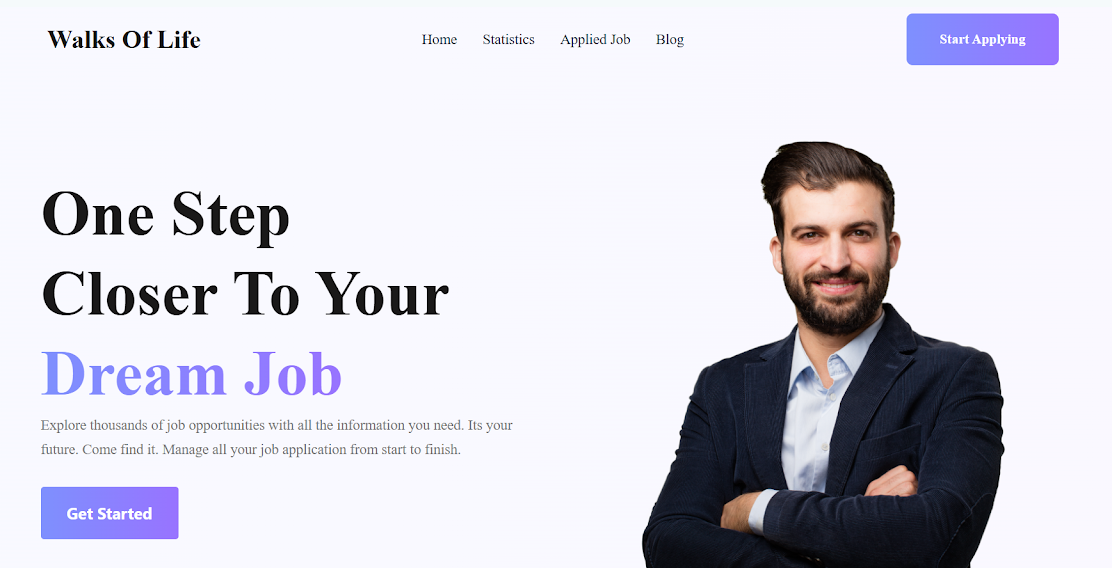 Walks Of Life
Home Statistics Applied Job Blog
Start Applying
One Step
Closer To Your
Dream Job
Explore thousands of job opportunities with all the information you need. Its your
future. Come find it. Manage all your job application from start to finish.
Get Started